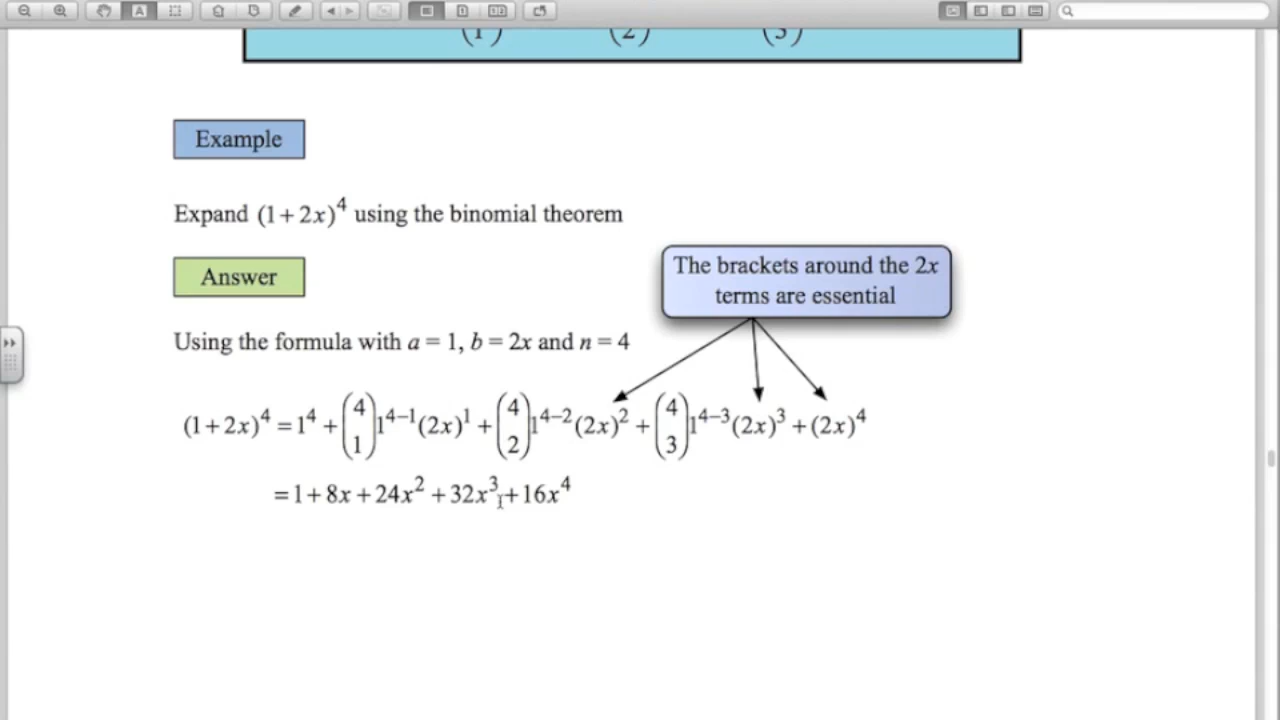 (1) (2) (3)
Example
Expand (1+2x)^4 using the binomial theorem
Answer
The brackets around the 2x
terms are essential
Using the formula with a = 1, b = 2x and n = 4
(1+2x)^4 = 1^4 + (4 1) 1^{4−1}(2x)^1 + (4 2) 1^{4−2}(2x)^2 + (4 3) 1^{4−3}(2x)^3 + (2x)^4
= 1 + 8x + 24x^2 + 32x^3 + 16x^4